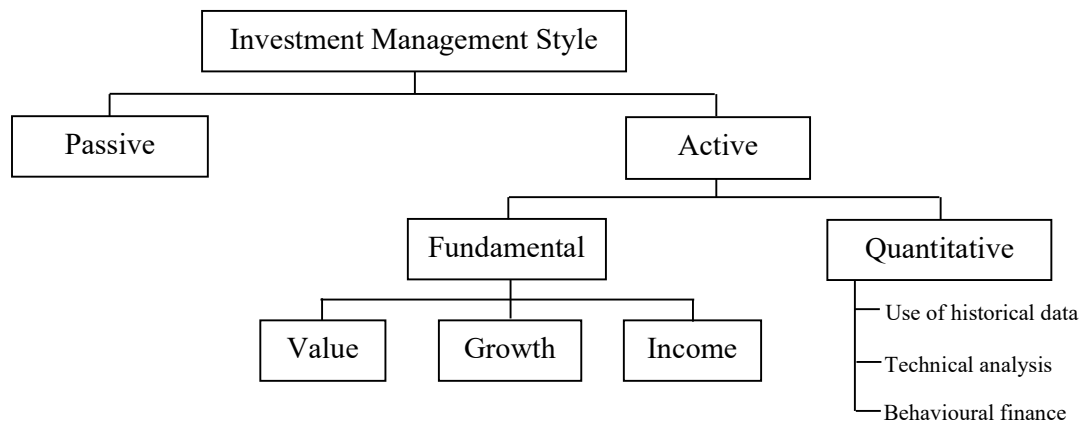 Investment Management Style
Passive
Active
Fundamental
Quantitative
Value
Growth
Income
Use of historical data
Technical analysis
Behavioural finance